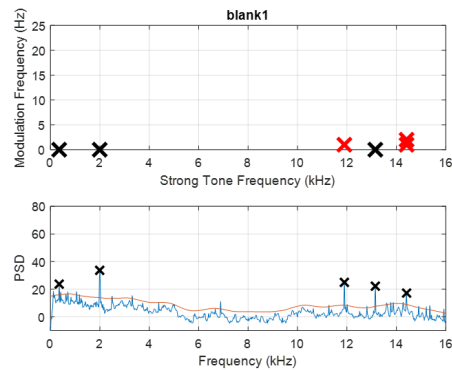 blank1
Modulation Frequency (Hz)
25
20
15
10
5
0
0 2 4 6 8 10 12 14 16
Strong Tone Frequency (kHz)
PSD
80
60
40
20
0
0 2 4 6 8 10 12 14 16
Frequency (kHz)